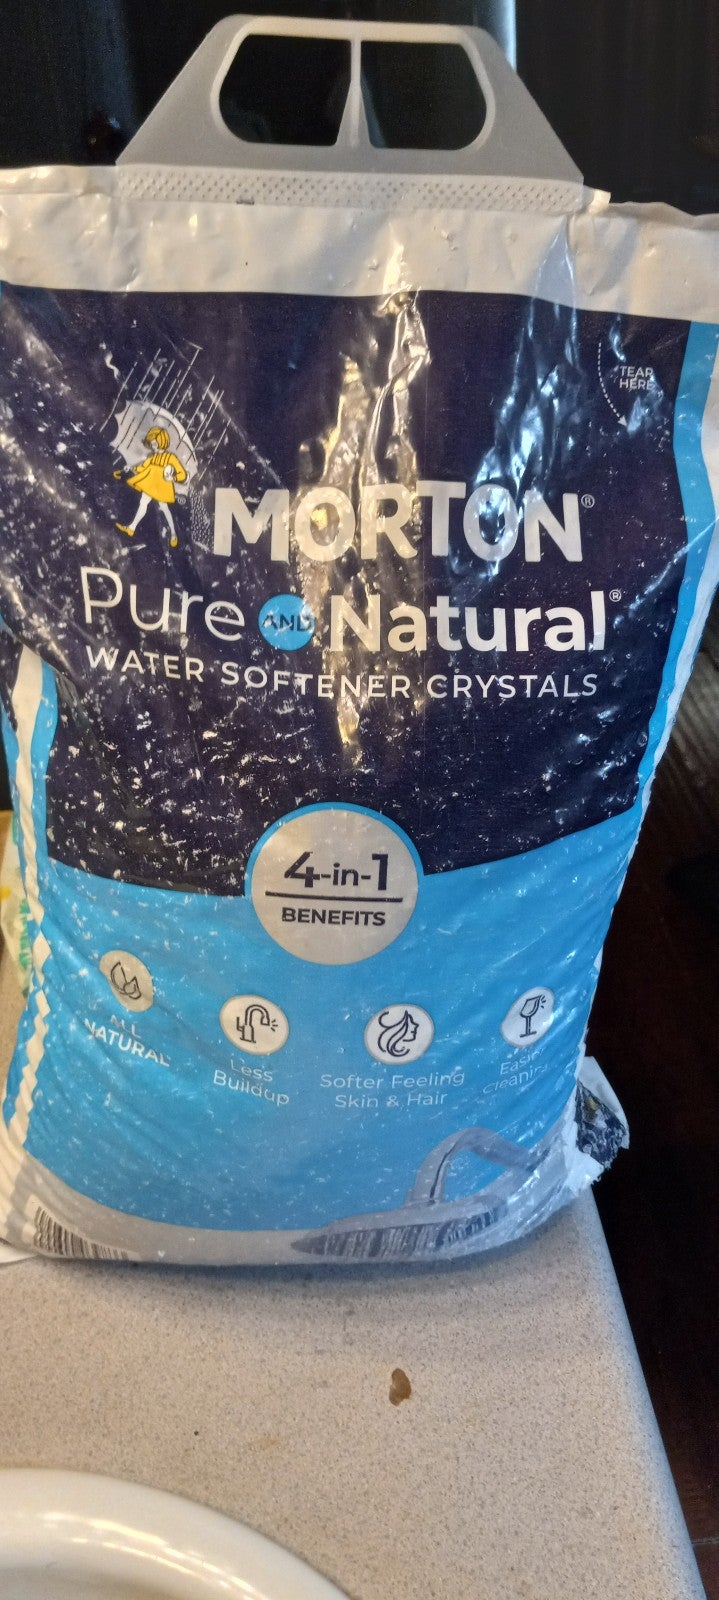 TEAR
HERE
MORTON®
Pure AND Natural®
WATER SOFTENER CRYSTALS
4-in-1
BENEFITS
ALL
NATURAL
Less
Buildup
Softer Feeling
Skin & Hair